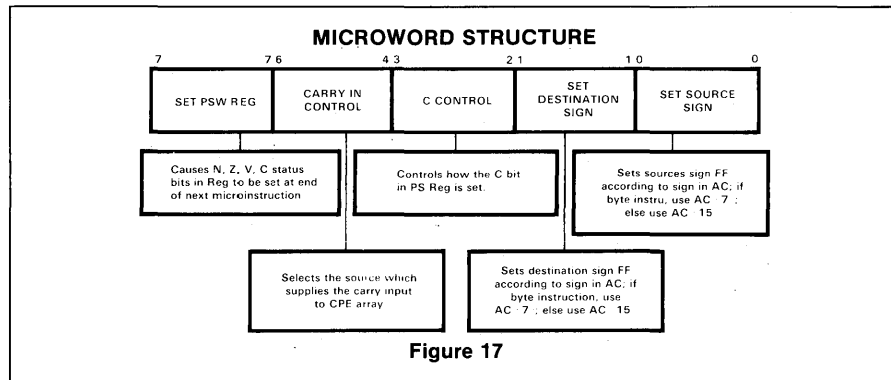 MICROWORD STRUCTURE
7 7 6 4 3 2 1 1 0 0
SET PSW REG
CARRY IN
CONTROL
C CONTROL
SET
DESTINATION
SIGN
SET SOURCE
SIGN
Causes N, Z, V, C status
bits in Reg to be set at end
of next microinstruction
Controls how the C bit
in PS Reg is set.
Sets sources sign FF
according to sign in AC; if
byte instru, use AC 7 ;
else use AC 15
Selects the source which
supplies the carry input
to CPE array
Sets destination sign FF
according to sign in AC; if
byte instruction, use
AC 7 ; else use AC 15
Figure 17